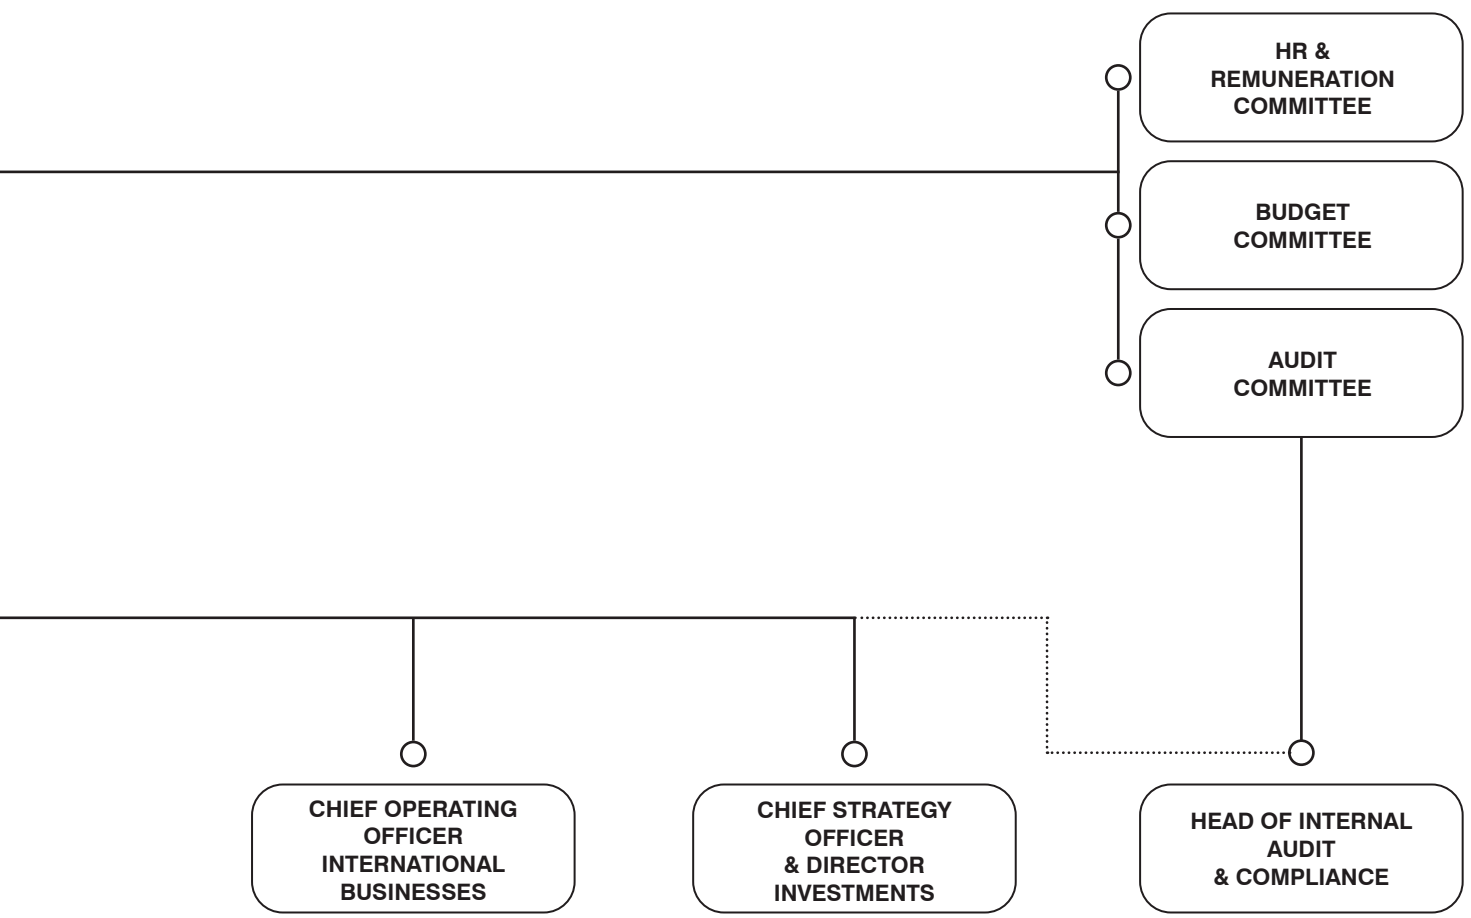 HR &
REMUNERATION
COMMITTEE
BUDGET
COMMITTEE
AUDIT
COMMITTEE
CHIEF OPERATING
OFFICER
INTERNATIONAL
BUSINESSES
CHIEF STRATEGY
OFFICER
& DIRECTOR
INVESTMENTS
HEAD OF INTERNAL
AUDIT
& COMPLIANCE